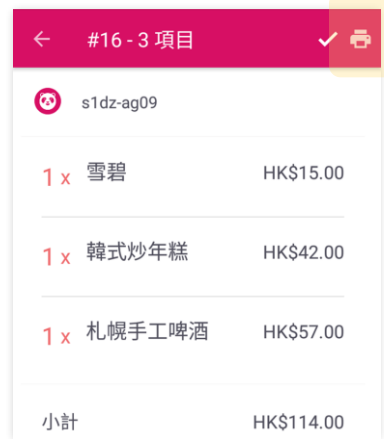 #16 - 3 項目
s1dz-ag09
1 x 雪碧 HK$15.00
1 x 韓式炒年糕 HK$42.00
1 x 札幌手工啤酒 HK$57.00
小計 HK$114.00